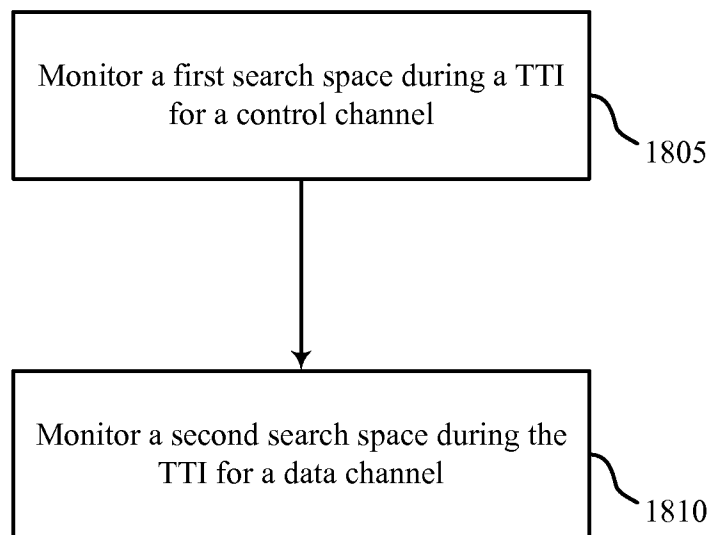 Monitor a first search space during a TTI
for a control channel
1805
Monitor a second search space during the
TTI for a data channel
1810